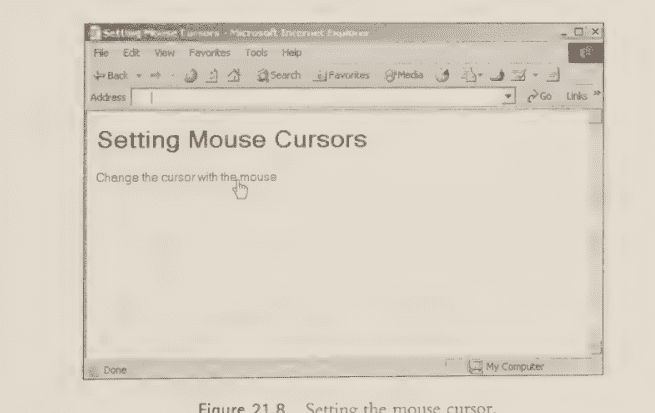 Setting Mouse Cursors - Microsoft Internet Explorer
File Edit View Favorites Tools Help
Back Search Favorites Media
Address Go Links »
Setting Mouse Cursors
Change the cursor with the mouse
Done My Computer
Figure 21.8 Setting the mouse cursor.